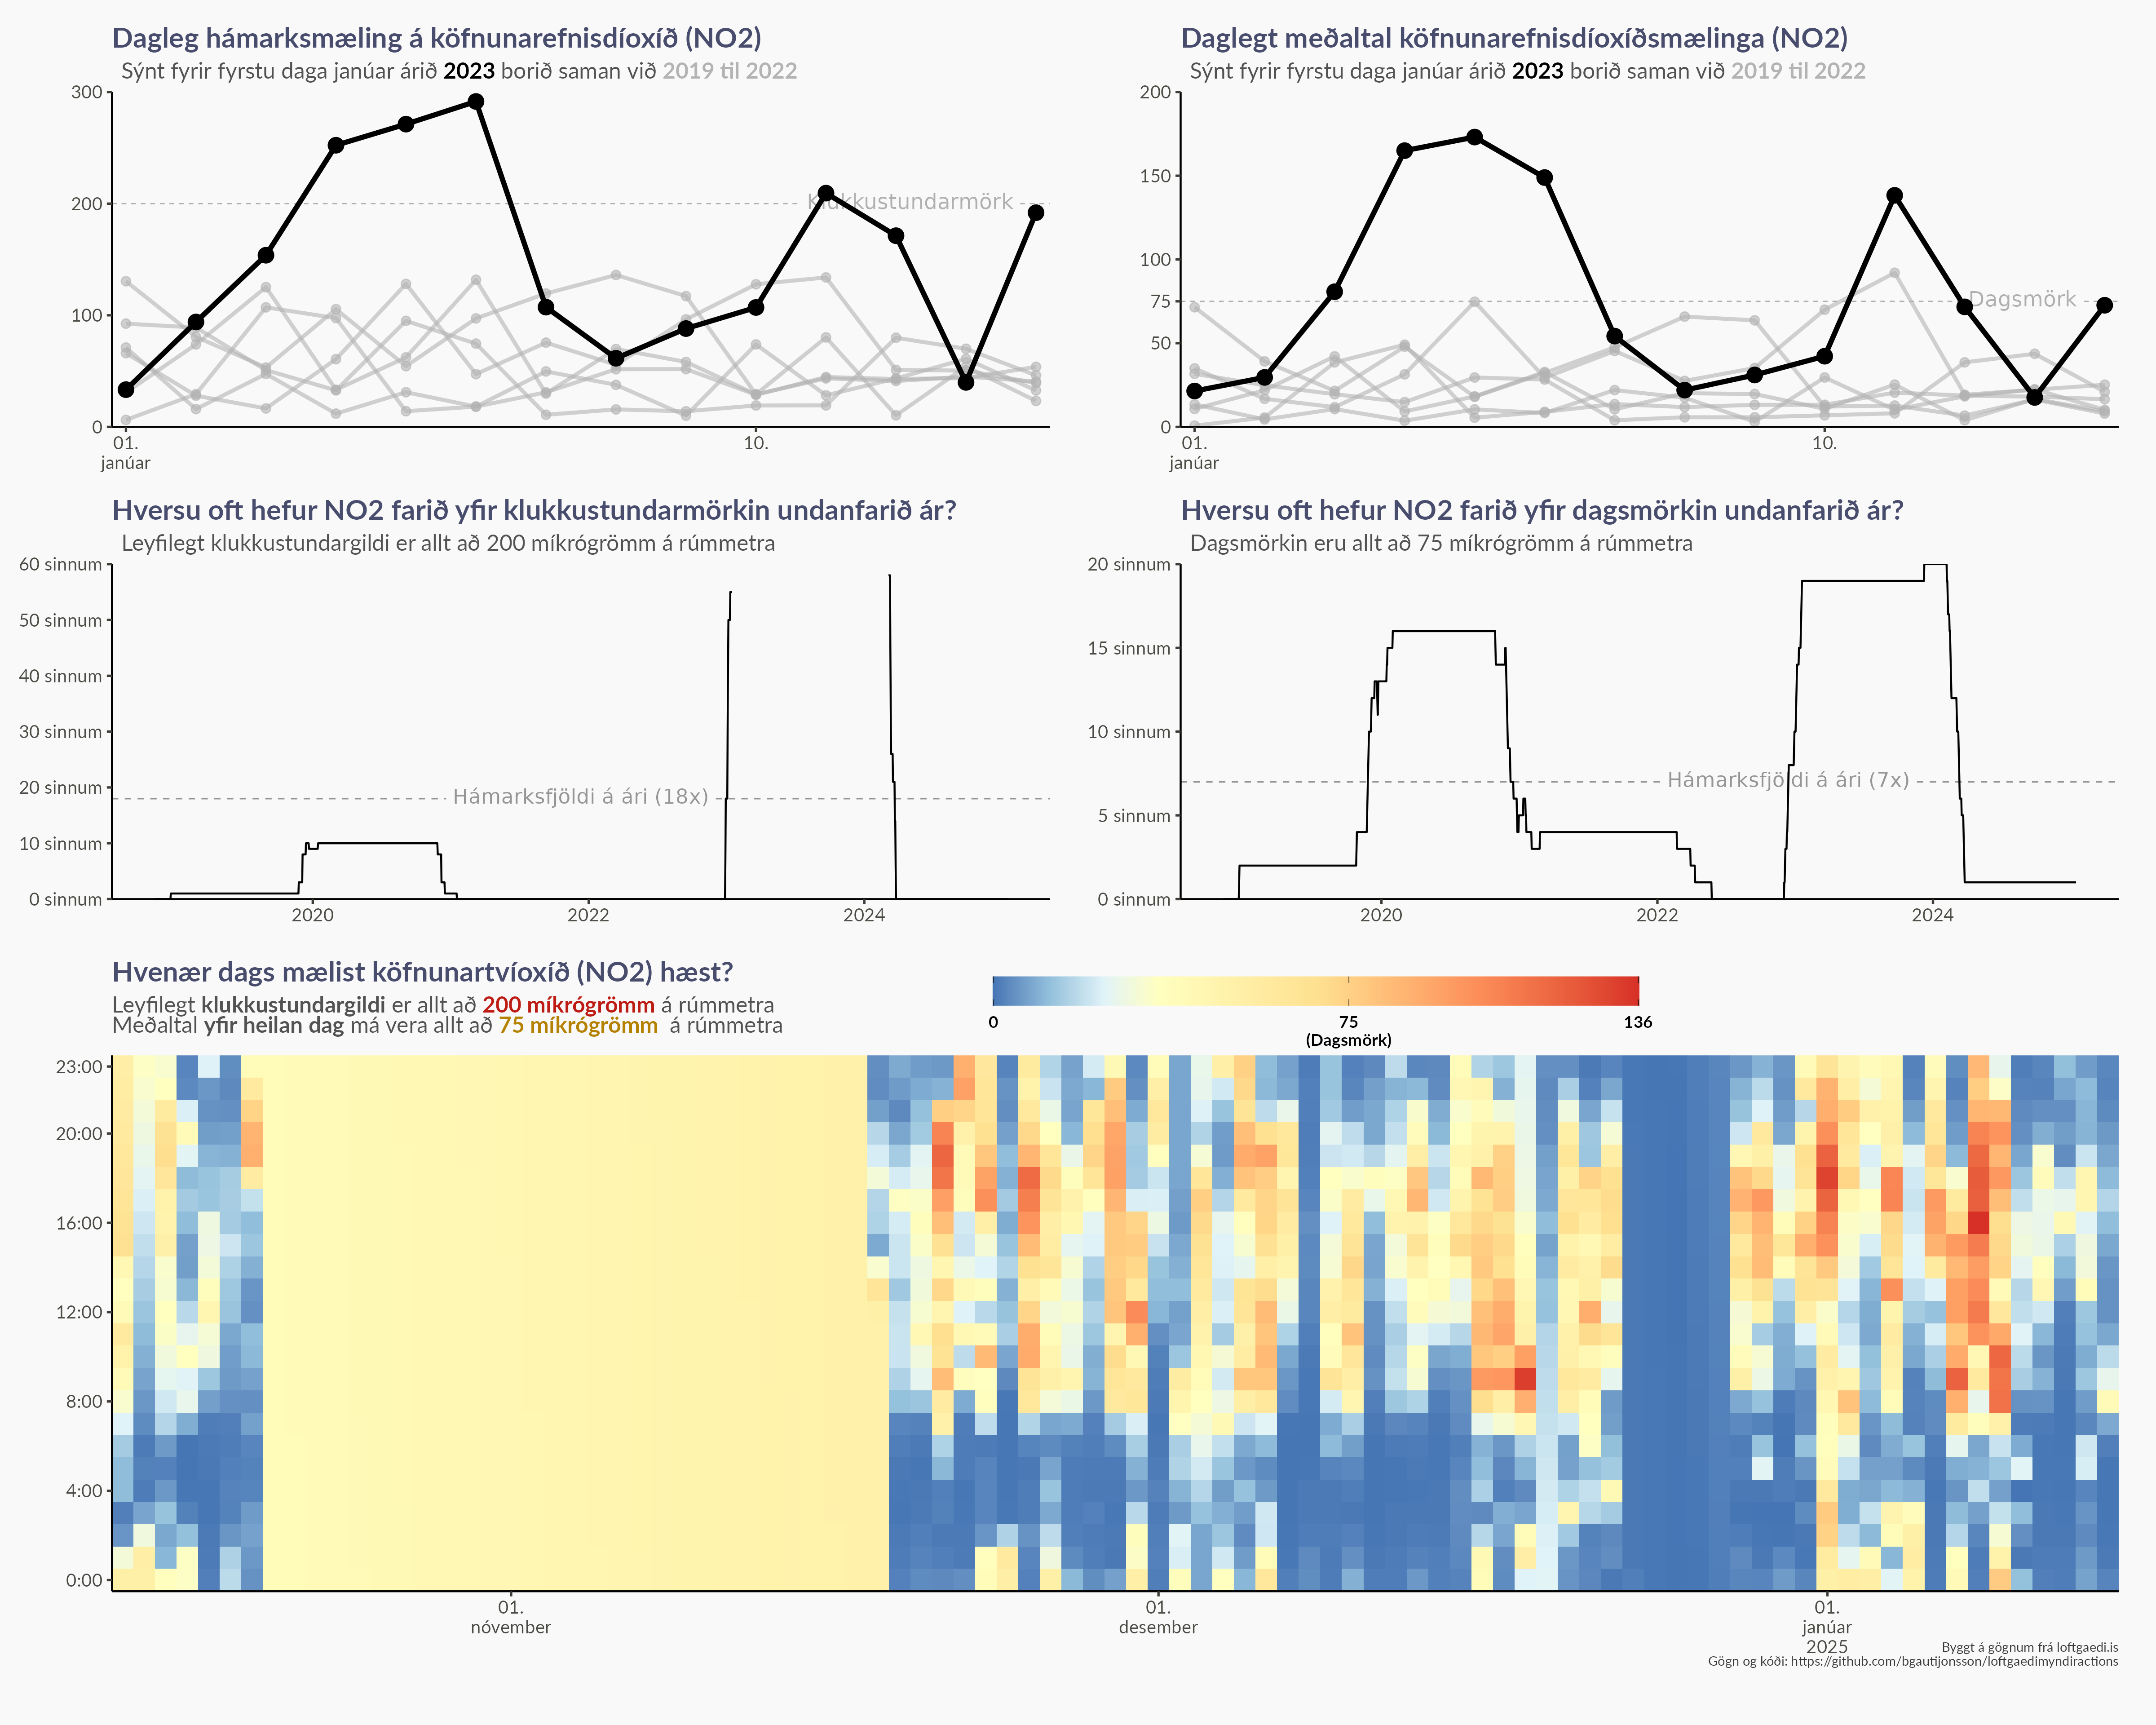 Dagleg hámarksmæling á köfnunarefnisdíoxíð (NO2)
Sýnt fyrir fyrstu daga janúar árið 2023 borið saman við 2019 til 2022
300
200
100
0
Klukkustundarmörk
01.
janúar
10.
Daglegt meðaltal köfnunarefnisdíoxíðsmælinga (NO2)
Sýnt fyrir fyrstu daga janúar árið 2023 borið saman við 2019 til 2022
200
150
100
75
50
0
Dagsmörk
01.
janúar
10.
Hversu oft hefur NO2 farið yfir klukkustundarmörkin undanfarið ár?
Leyfilegt klukkustundargildi er allt að 200 míkrógrömm á rúmmetra
60 sinnum
50 sinnum
40 sinnum
30 sinnum
20 sinnum
10 sinnum
0 sinnum
Hámarksfjöldi á ári (18x)
2020
2022
2024
Hversu oft hefur NO2 farið yfir dagsmörkin undanfarið ár?
Dagsmörkin eru allt að 75 míkrógrömm á rúmmetra
20 sinnum
15 sinnum
10 sinnum
5 sinnum
0 sinnum
Hámarksfjöldi á ári (7x)
2020
2022
2024
Hvenær dags mælist köfnunartvíoxíð (NO2) hæst?
Leyfilegt klukkustundargildi er allt að 200 míkrógrömm á rúmmetra
Meðaltal yfir heilan dag má vera allt að 75 míkrógrömm á rúmmetra
0
75
(Dagsmörk)
136
23:00
20:00
16:00
12:00
8:00
4:00
0:00
01.
nóvember
01.
desember
01.
janúar
2025
Byggt á gögnum frá loftgaedi.is
Gögn og kóði: https://github.com/bgautijonsson/loftgaedimyndiractions